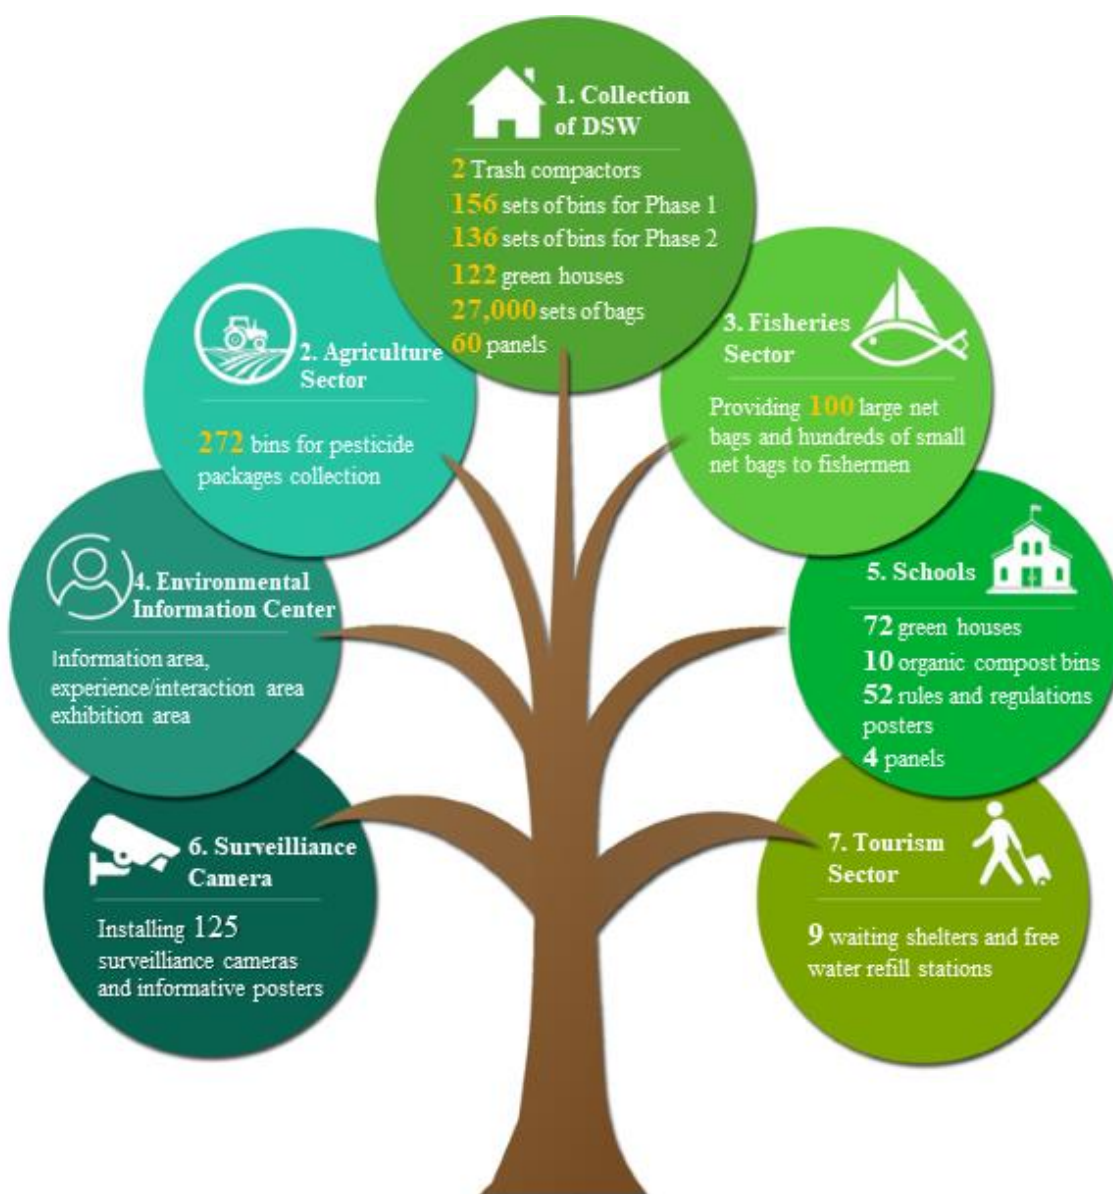 1. Collection
of DSW
2 Trash compactors
156 sets of bins for Phase 1
136 sets of bins for Phase 2
122 green houses
27,000 sets of bags
60 panels
2. Agriculture
Sector
272 bins for pesticide
packages collection
3. Fisheries
Sector
Providing 100 large net
bags and hundreds of small
net bags to fishermen
4. Environmental
Information Center
Information area,
experience/interaction area
exhibition area
5. Schools
72 green houses
10 organic compost bins
52 rules and regulations
posters
4 panels
6. Surveilliance
Camera
Installing 125
surveilliance cameras
and informative posters
7. Tourism
Sector
9 waiting shelters and free
water refill stations